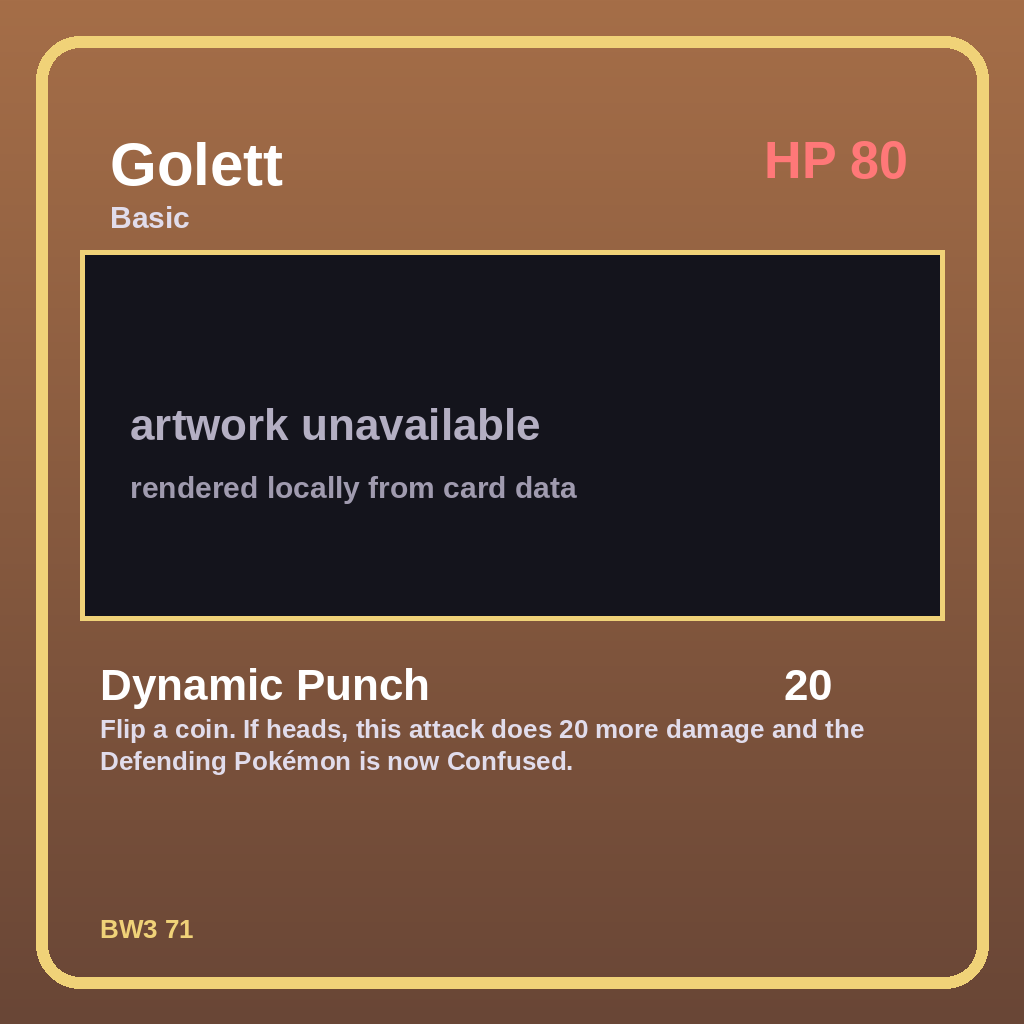 Golett
HP 80
Basic
artwork unavailable
rendered locally from card data
Dynamic Punch
20
Flip a coin. If heads, this attack does 20 more damage and the
Defending Pokémon is now Confused.
BW3 71